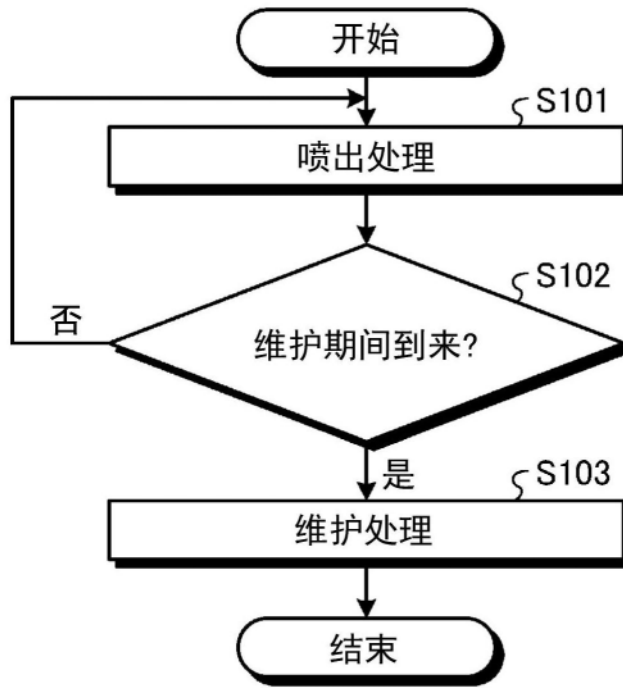 开始
S101
喷出处理
S102
维护期间到来?
否
是
S103
维护处理
结束